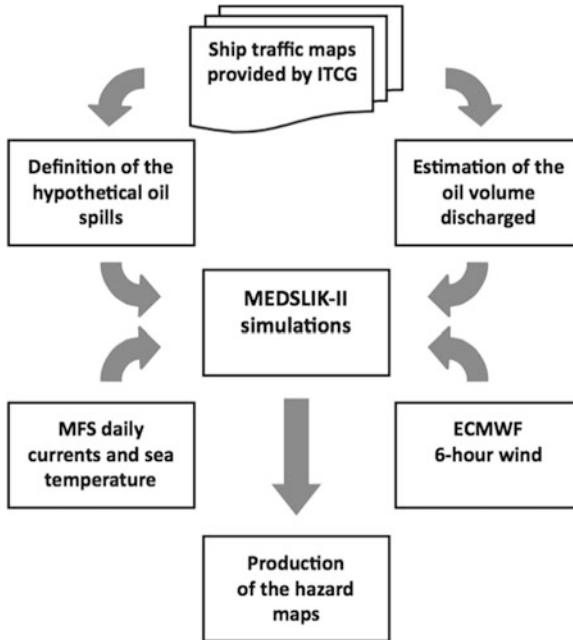 Ship traffic maps
provided by ITCG
Definition of the
hypothetical oil
spills
Estimation of the
oil volume
discharged
MEDSLIK-II
simulations
MFS daily
currents and sea
temperature
ECMWF
6-hour wind
Production
of the hazard
maps